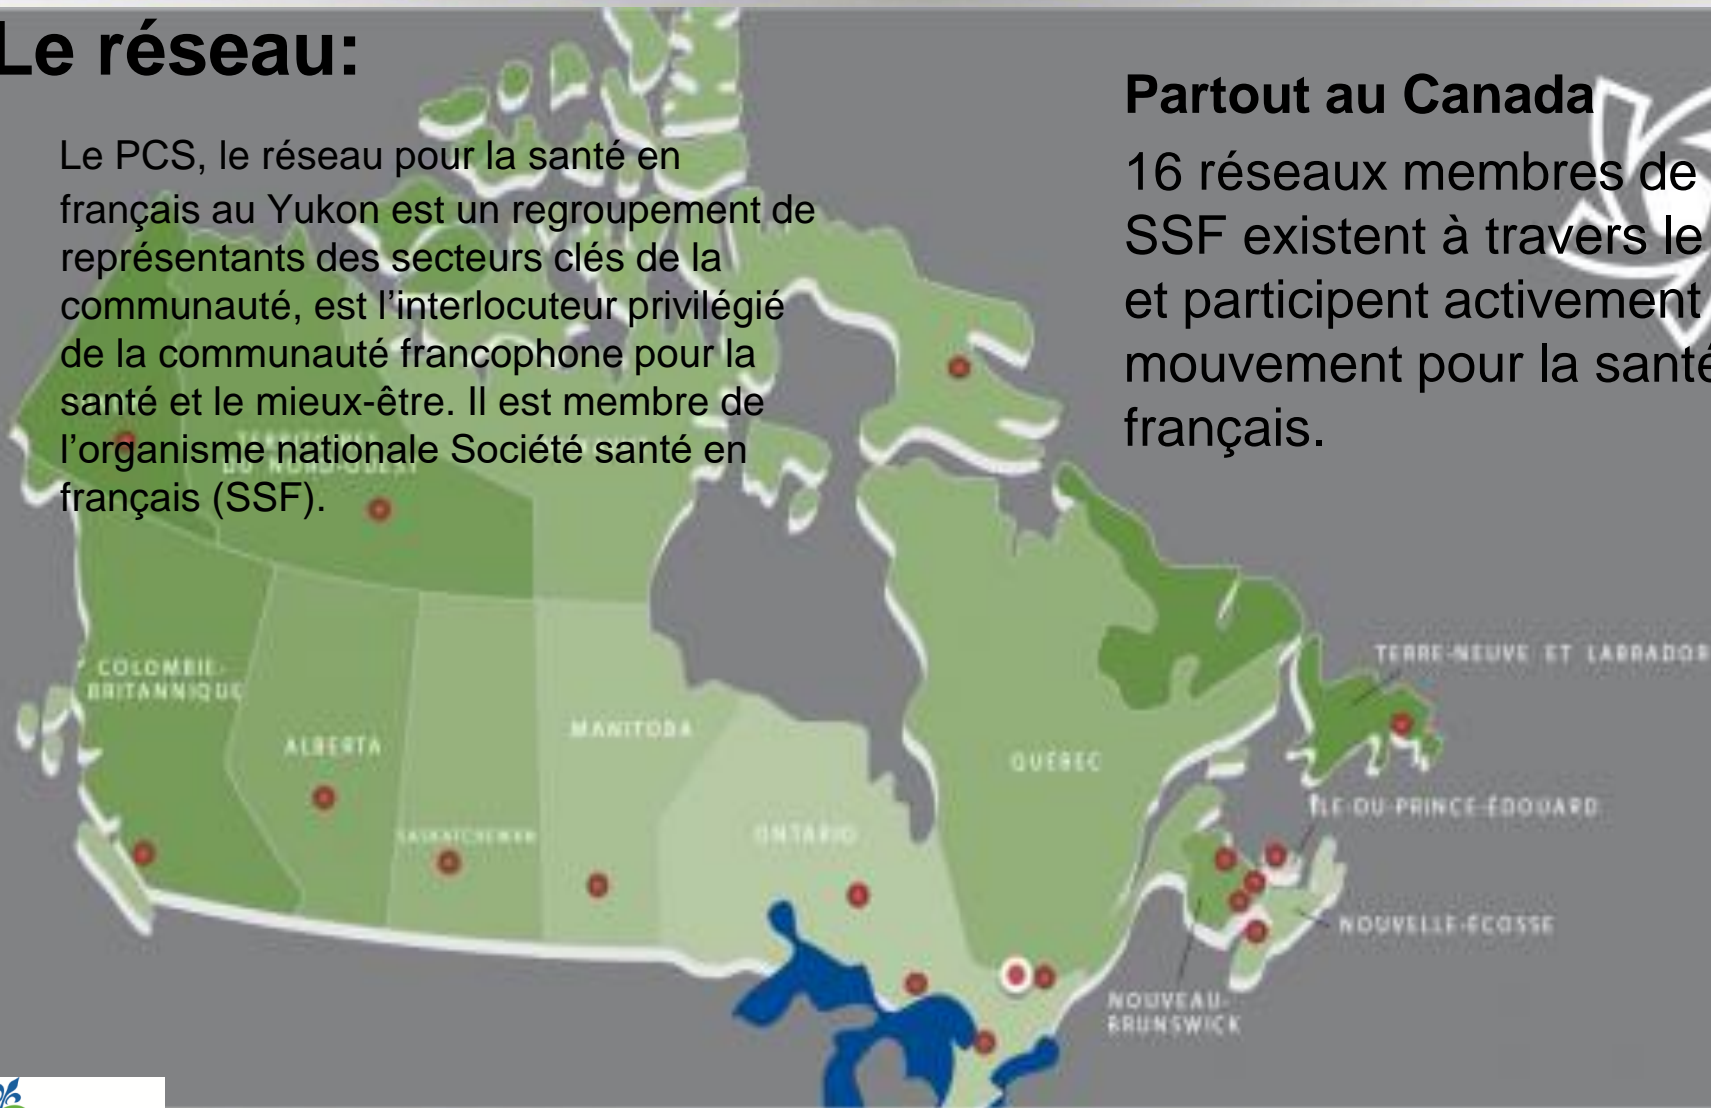 Le réseau:
Le PCS, le réseau pour la santé en
français au Yukon est un regroupement de
représentants des secteurs clés de la
communauté, est l’interlocuteur privilégié
de la communauté francophone pour la
santé et le mieux-être. Il est membre de
l’organisme nationale Société santé en
français (SSF).
Partout au Canada
16 réseaux membres de
SSF existent à travers le
et participent activement
mouvement pour la santé
français.
DU NORD-OUEST
COLOMBIE-
BRITANNIQUE
ALBERTA
SASKATCHEWAN
MANITOBA
ONTARIO
QUÉBEC
TERRE-NEUVE ET LABRADOR
ÎLE-DU-PRINCE-ÉDOUARD
NOUVELLE-ÉCOSSE
NOUVEAU-
BRUNSWICK